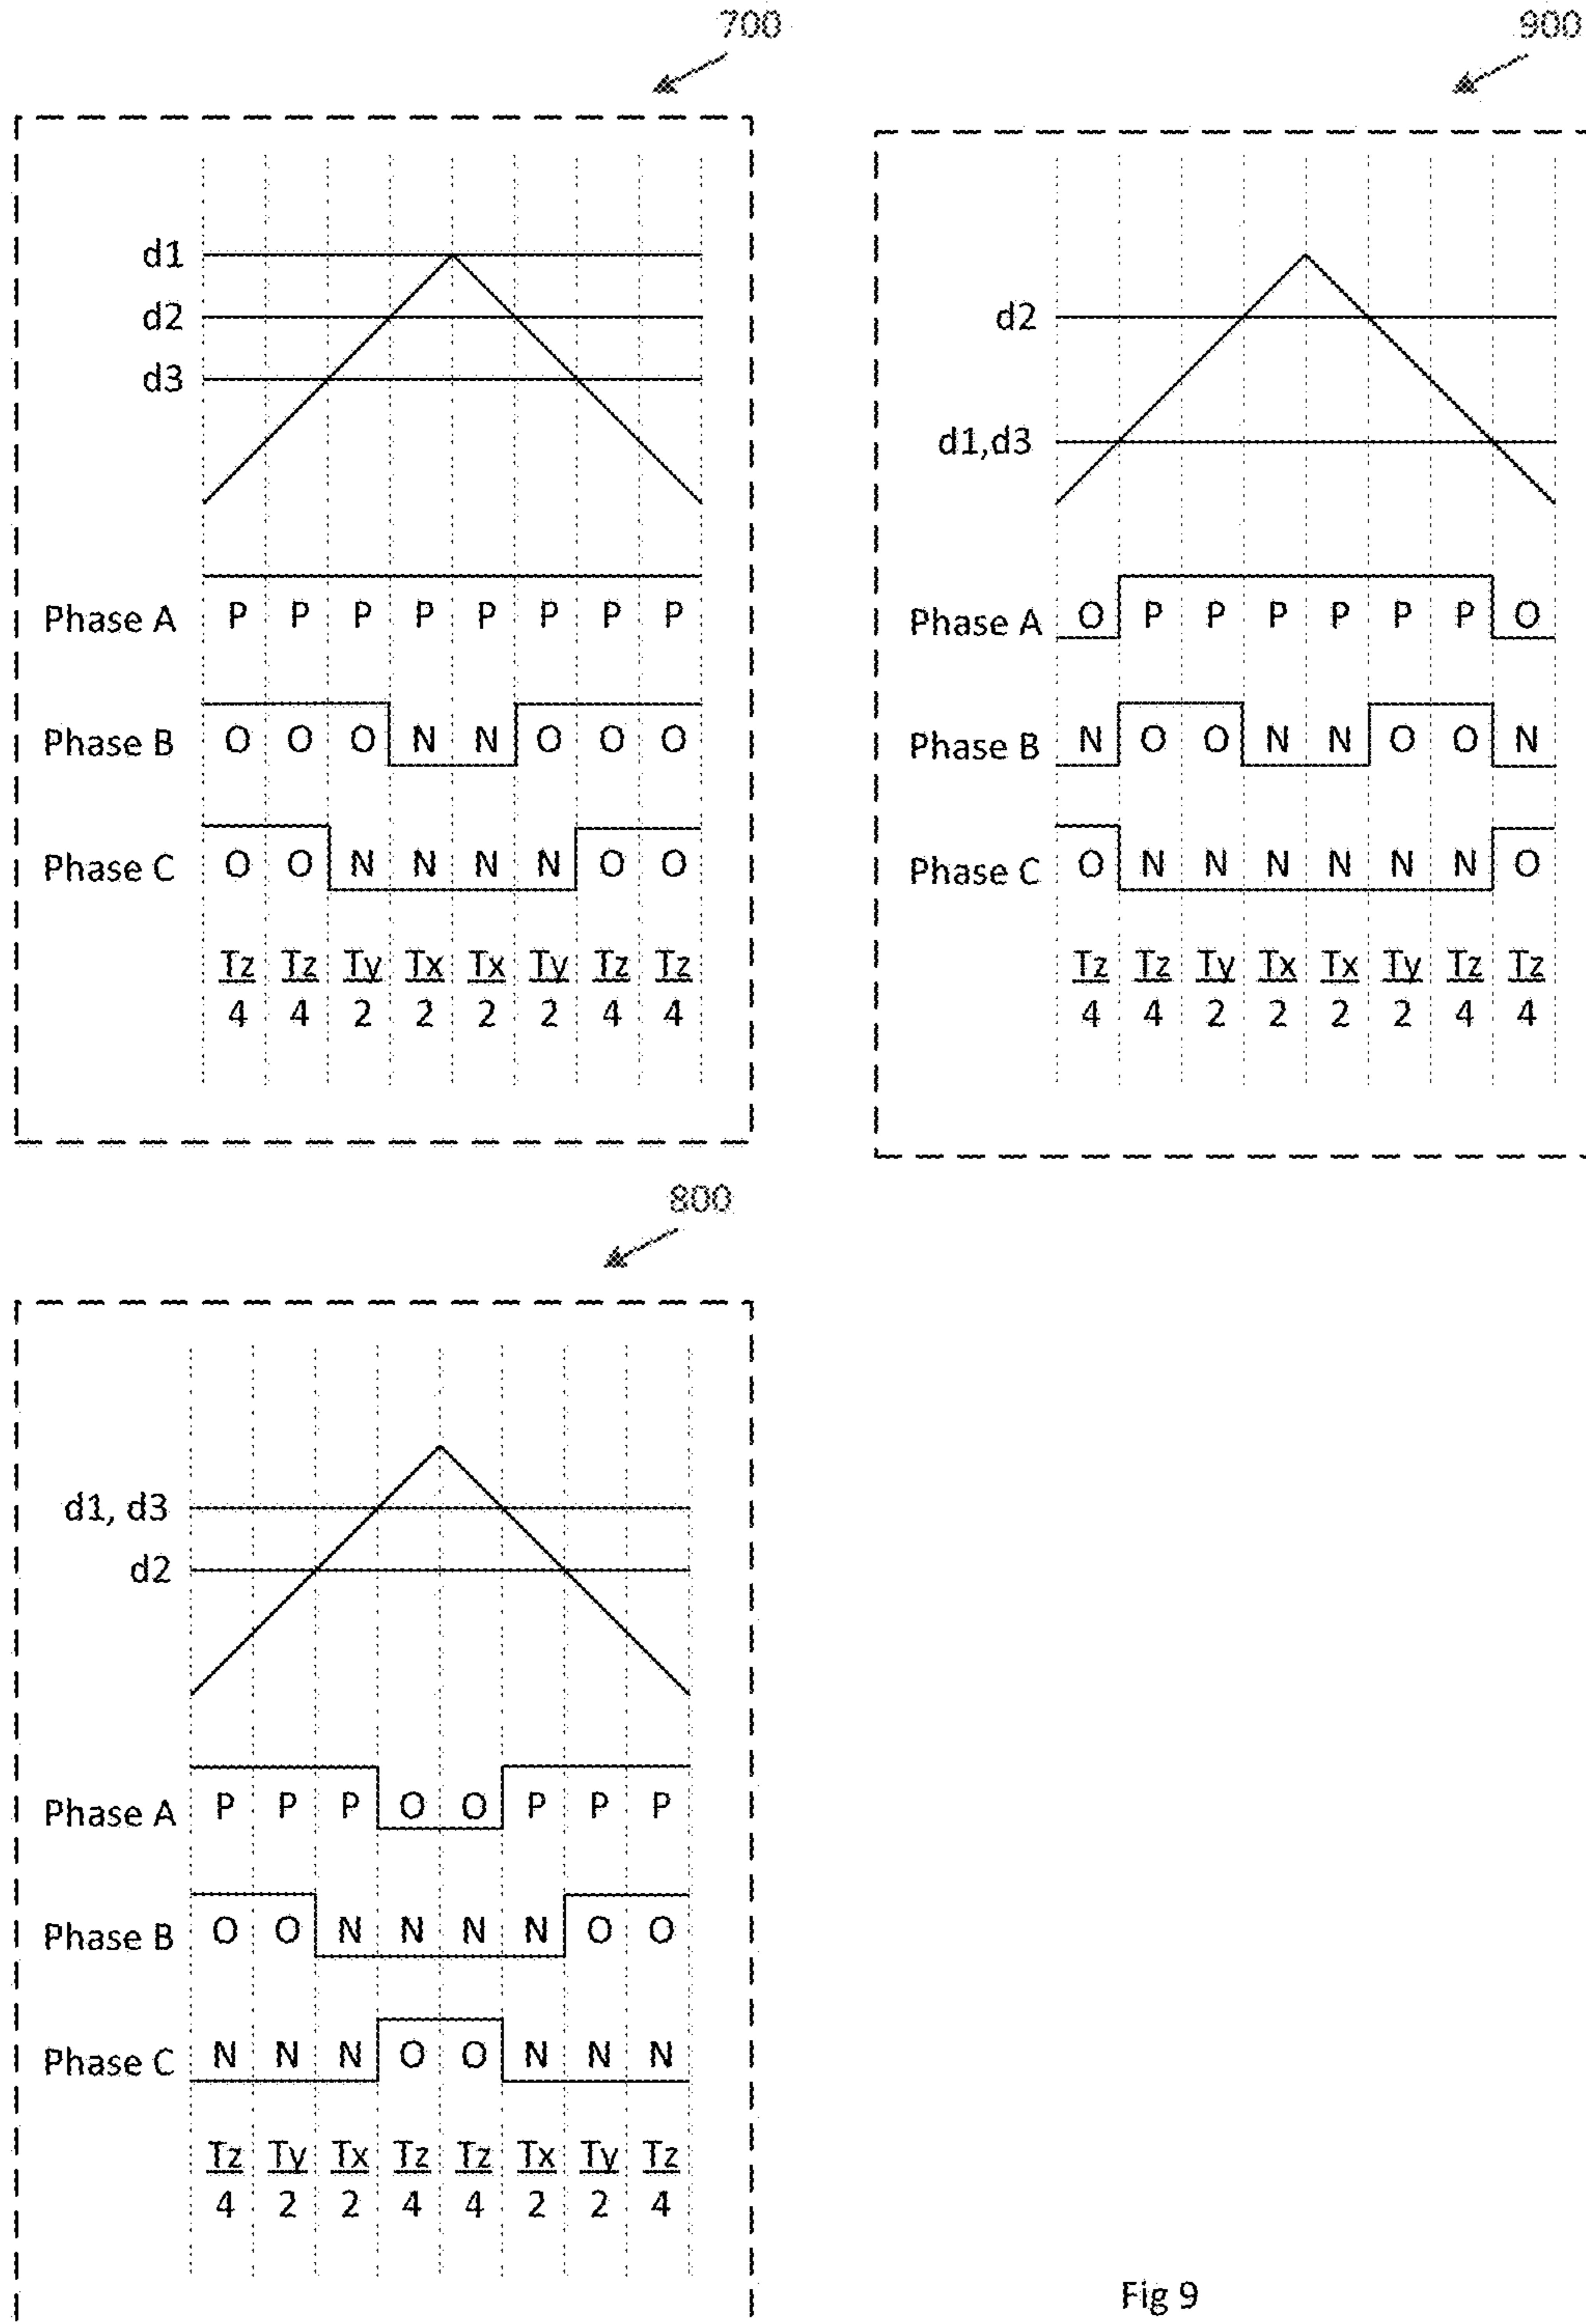 700
d1
d2
d3
Phase A P P P P P P P P
Phase B O O O N N O O O
Phase C O O N N N N O O
Tz Tz Ty Tx Tx Ty Tz Tz
4 4 2 2 2 2 4 4
900
d2
d1,d3
Phase A O P P P P P P O
Phase B N O O N N O O N
Phase C O N N N N N N O
Tz Tz Ty Tx Tx Ty Tz Tz
4 4 2 2 2 2 4 4
800
d1, d3
d2
Phase A P P P O O P P P
Phase B O O N N N N O O
Phase C N N N O O N N N
Tz Ty Tx Tz Tz Tx Ty Tz
4 2 2 4 4 2 2 4
Fig 9